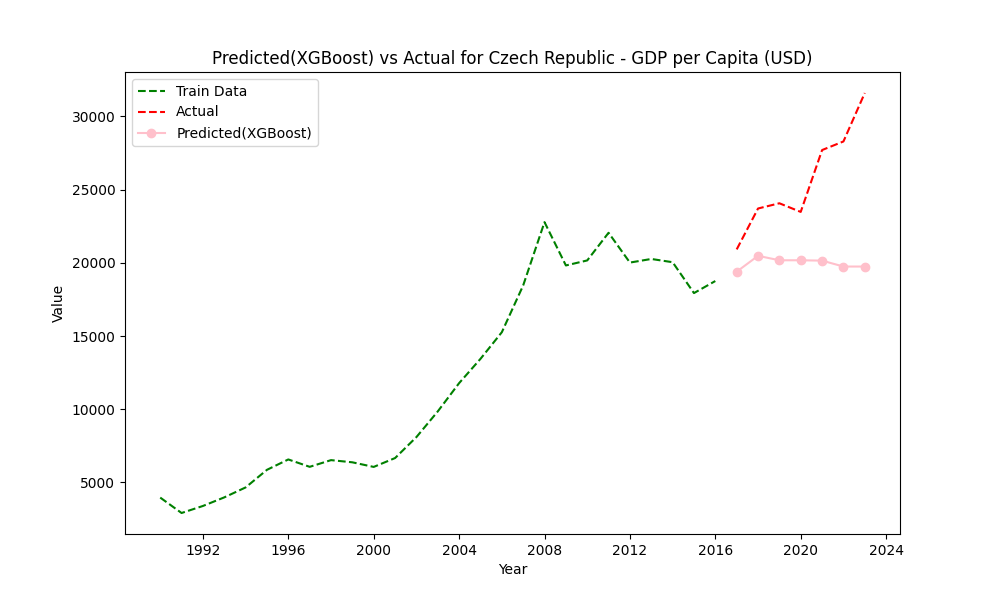 Predicted(XGBoost) vs Actual for Czech Republic - GDP per Capita (USD)
Train Data
Actual
Predicted(XGBoost)
30000
25000
20000
15000
10000
5000
Value
1992 1996 2000 2004 2008 2012 2016 2020 2024
Year